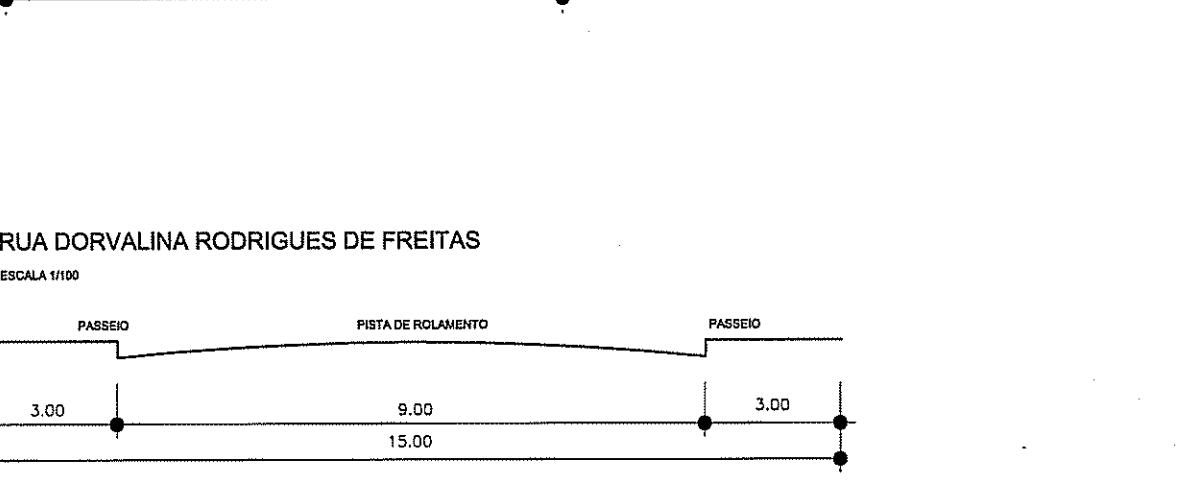 RUA DORVALINA RODRIGUES DE FREITAS
ESCALA 1/100
PASSEIO PISTA DE ROLAMENTO PASSEIO
3.00 9.00 3.00
15.00